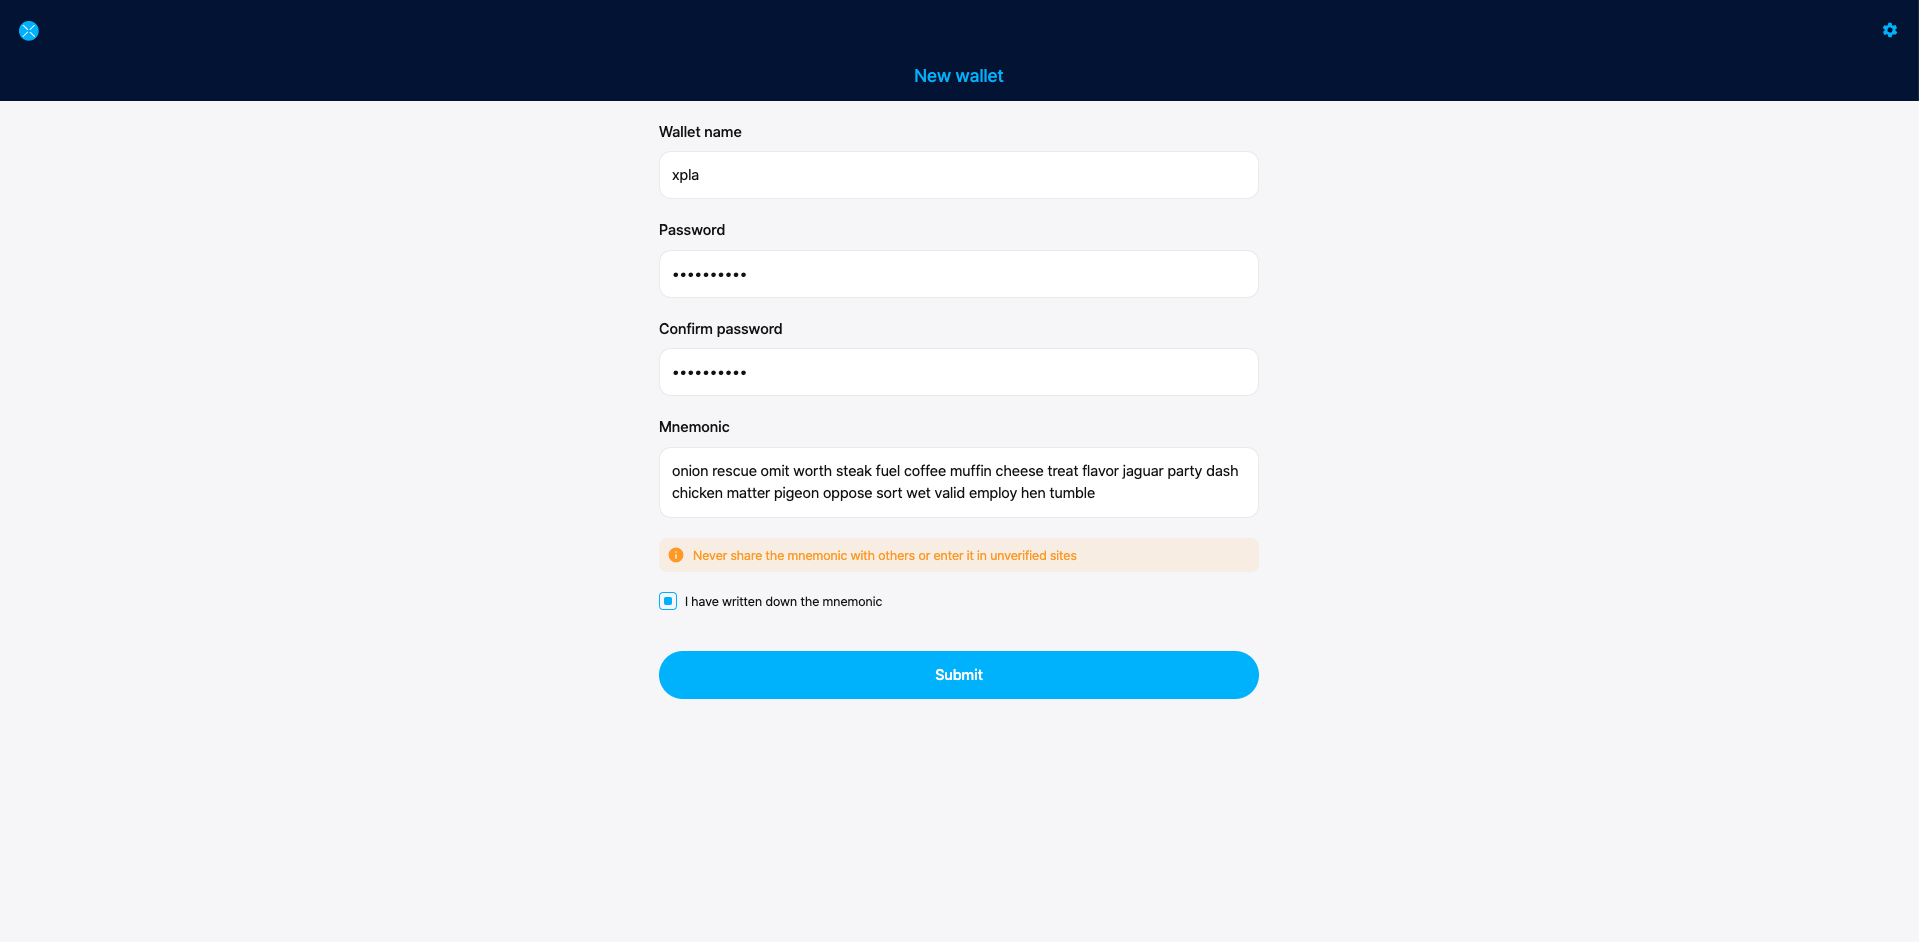 New wallet
Wallet name
xpla
Password
••••••••••
Confirm password
••••••••••
Mnemonic
onion rescue omit worth steak fuel coffee muffin cheese treat flavor jaguar party dash
chicken matter pigeon oppose sort wet valid employ hen tumble
Never share the mnemonic with others or enter it in unverified sites
I have written down the mnemonic
Submit